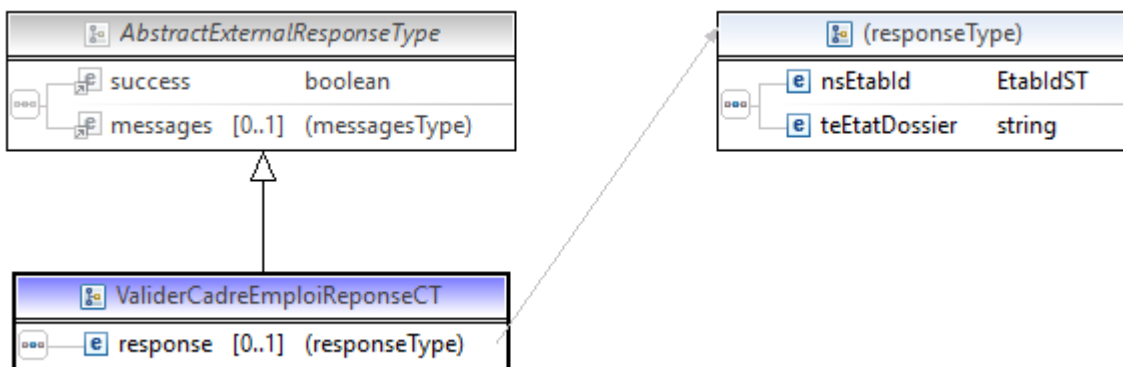 AbstractExternalResponseType
success boolean
messages [0..1] (messagesType)
(responseType)
nsEtabId EtabIdST
teEtatDossier string
ValiderCadreEmploiReponseCT
response [0..1] (responseType)